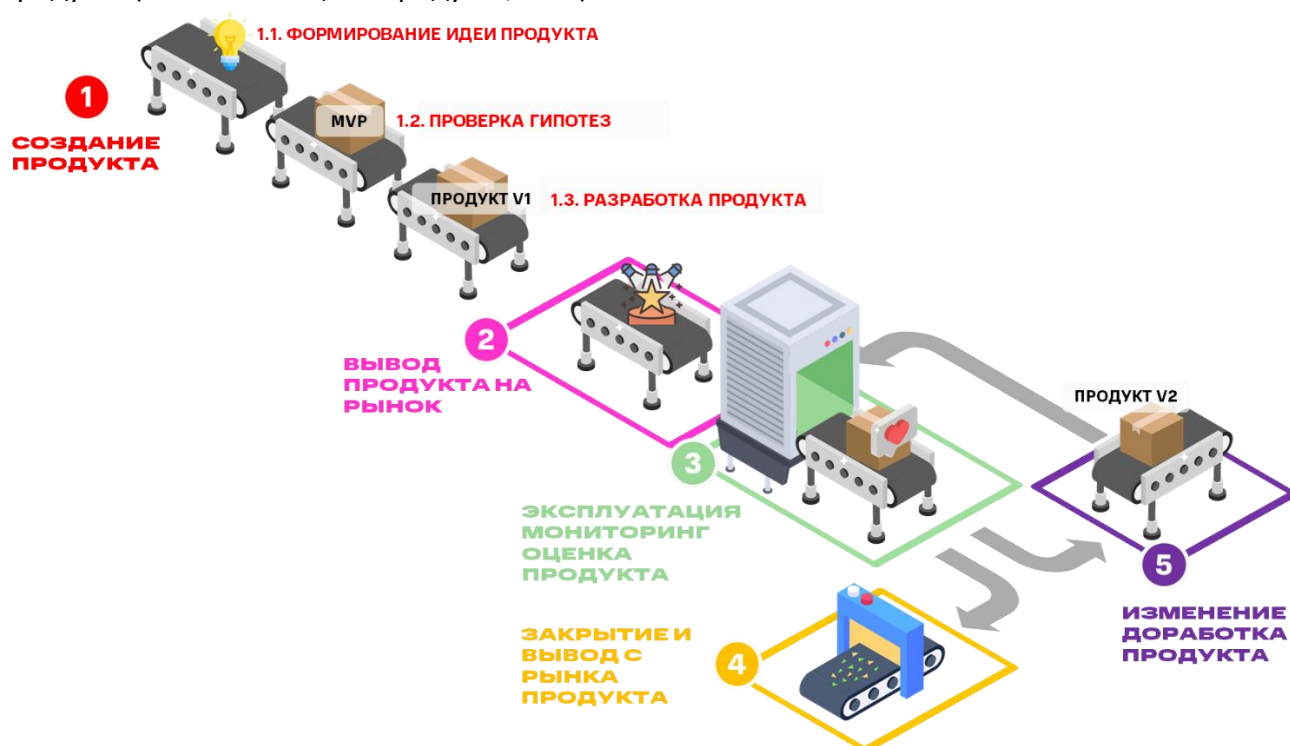 1.1. ФОРМИРОВАНИЕ ИДЕИ ПРОДУКТА
1
СОЗДАНИЕ
ПРОДУКТА
MVP
1.2. ПРОВЕРКА ГИПОТЕЗ
ПРОДУКТ V1
1.3. РАЗРАБОТКА ПРОДУКТА
2
ВЫВОД
ПРОДУКТА НА
РЫНОК
3
ЭКСПЛУАТАЦИЯ
МОНИТОРИНГ
ОЦЕНКА
ПРОДУКТА
ПРОДУКТ V2
5
ИЗМЕНЕНИЕ
ДОРАБОТКА
ПРОДУКТА
4
ЗАКРЫТИЕ И
ВЫВОД С
РЫНКА
ПРОДУКТА